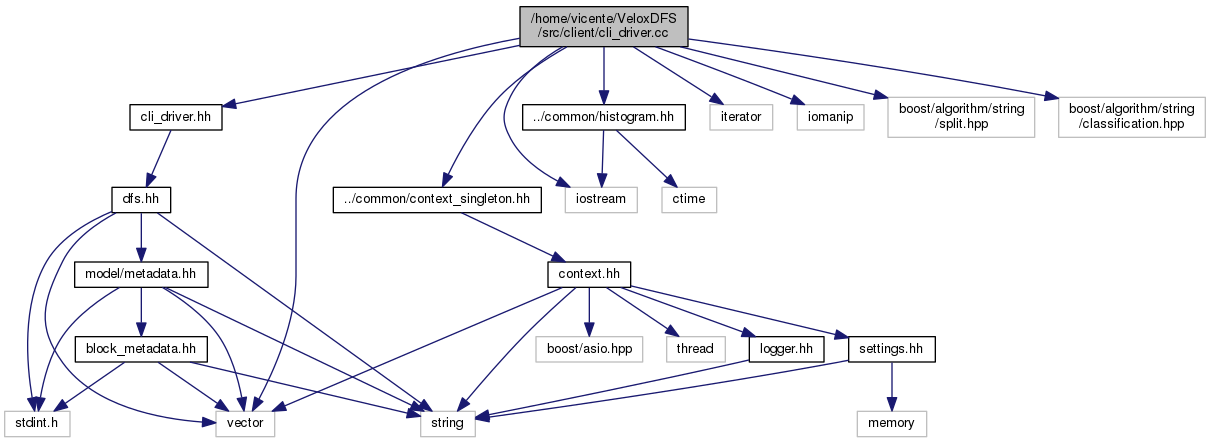 /home/vicente/VeloxDFS
/src/client/cli_driver.cc
cli_driver.hh
../common/histogram.hh
iterator
iomanip
boost/algorithm/string
/split.hpp
boost/algorithm/string
/classification.hpp
dfs.hh
../common/context_singleton.hh
iostream
ctime
model/metadata.hh
context.hh
block_metadata.hh
boost/asio.hpp
thread
logger.hh
settings.hh
stdint.h
vector
string
memory